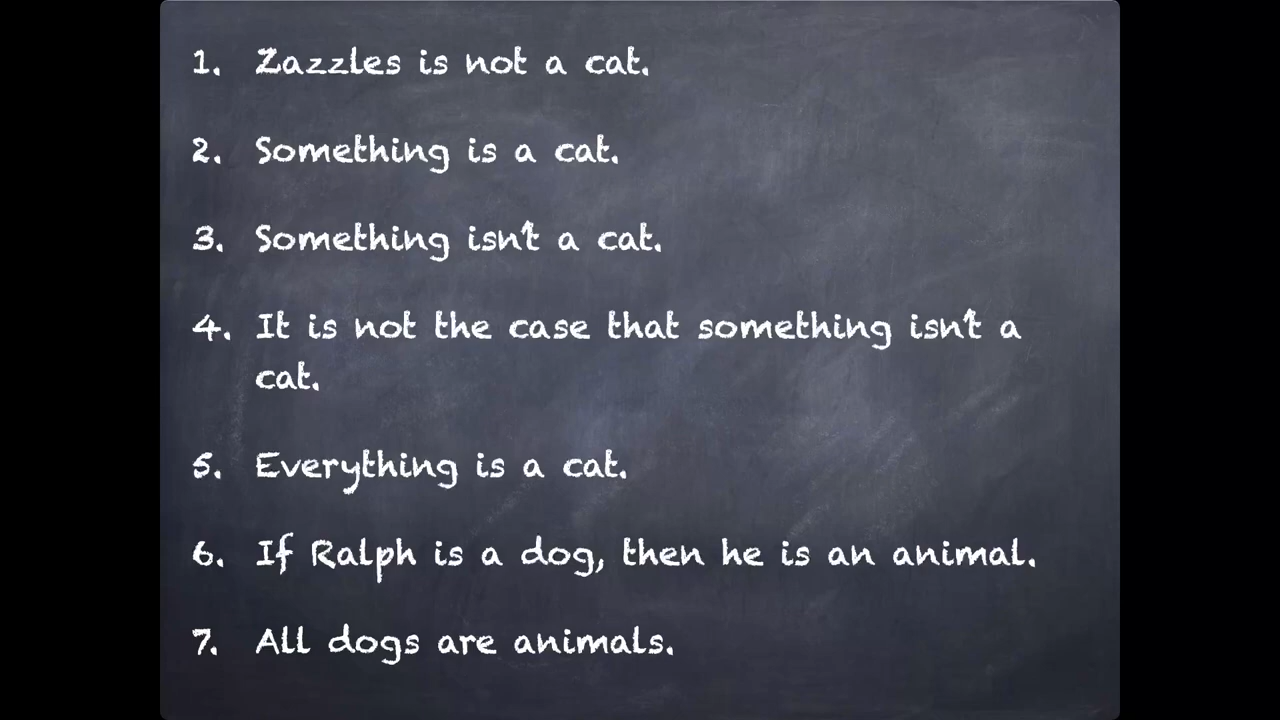 1. Zazzles is not a cat.
2. Something is a cat.
3. Something isn't a cat.
4. It is not the case that something isn't a
cat.
5. Everything is a cat.
6. If Ralph is a dog, then he is an animal.
7. All dogs are animals.